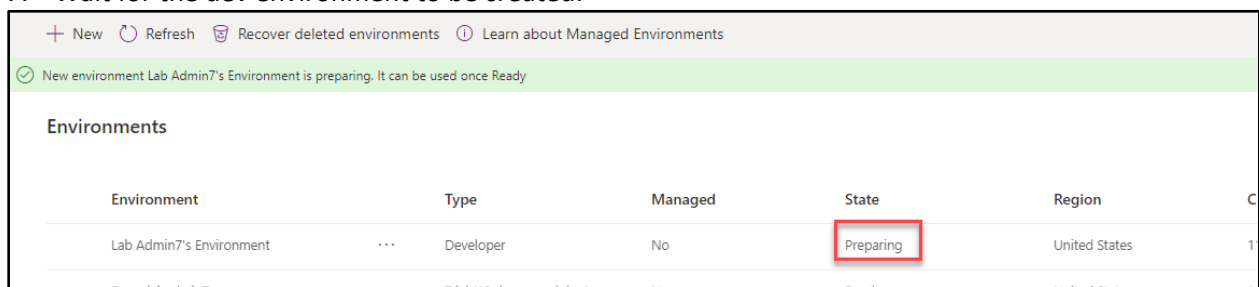 + New Refresh Recover deleted environments Learn about Managed Environments
New environment Lab Admin7's Environment is preparing. It can be used once Ready
Environments
Environment Type Managed State Region
Lab Admin7's Environment ... Developer No Preparing United States